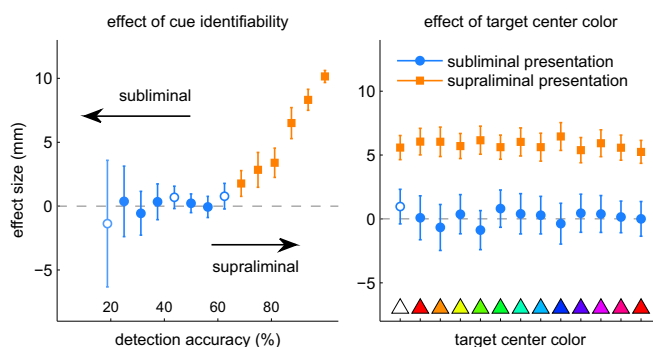 effect of cue identifiability
effect size (mm)
10
5
0
−5
subliminal
supraliminal
20 40 60 80
detection accuracy (%)
effect of target center color
subliminal presentation
supraliminal presentation
10
5
0
−5
target center color